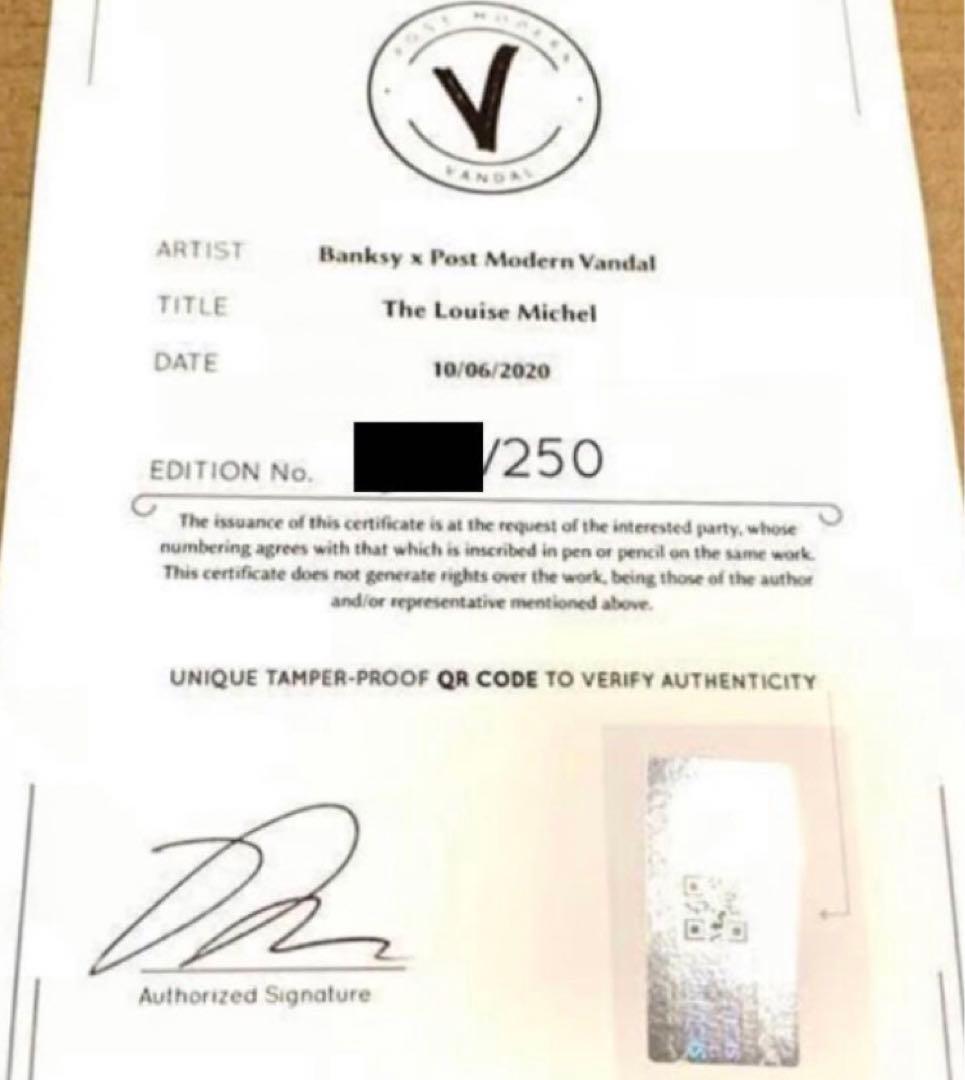 POST MODERN
V
VANDAL
ARTIST Banksy x Post Modern Vandal
TITLE The Louise Michel
DATE 10/06/2020
EDITION No. /250
The issuance of this certificate is at the request of the interested party, whose
numbering agrees with that which is inscribed in pen or pencil on the same work.
This certificate does not generate rights over the work, being those of the author
and/or representative mentioned above.
UNIQUE TAMPER-PROOF QR CODE TO VERIFY AUTHENTICITY
Authorized Signature